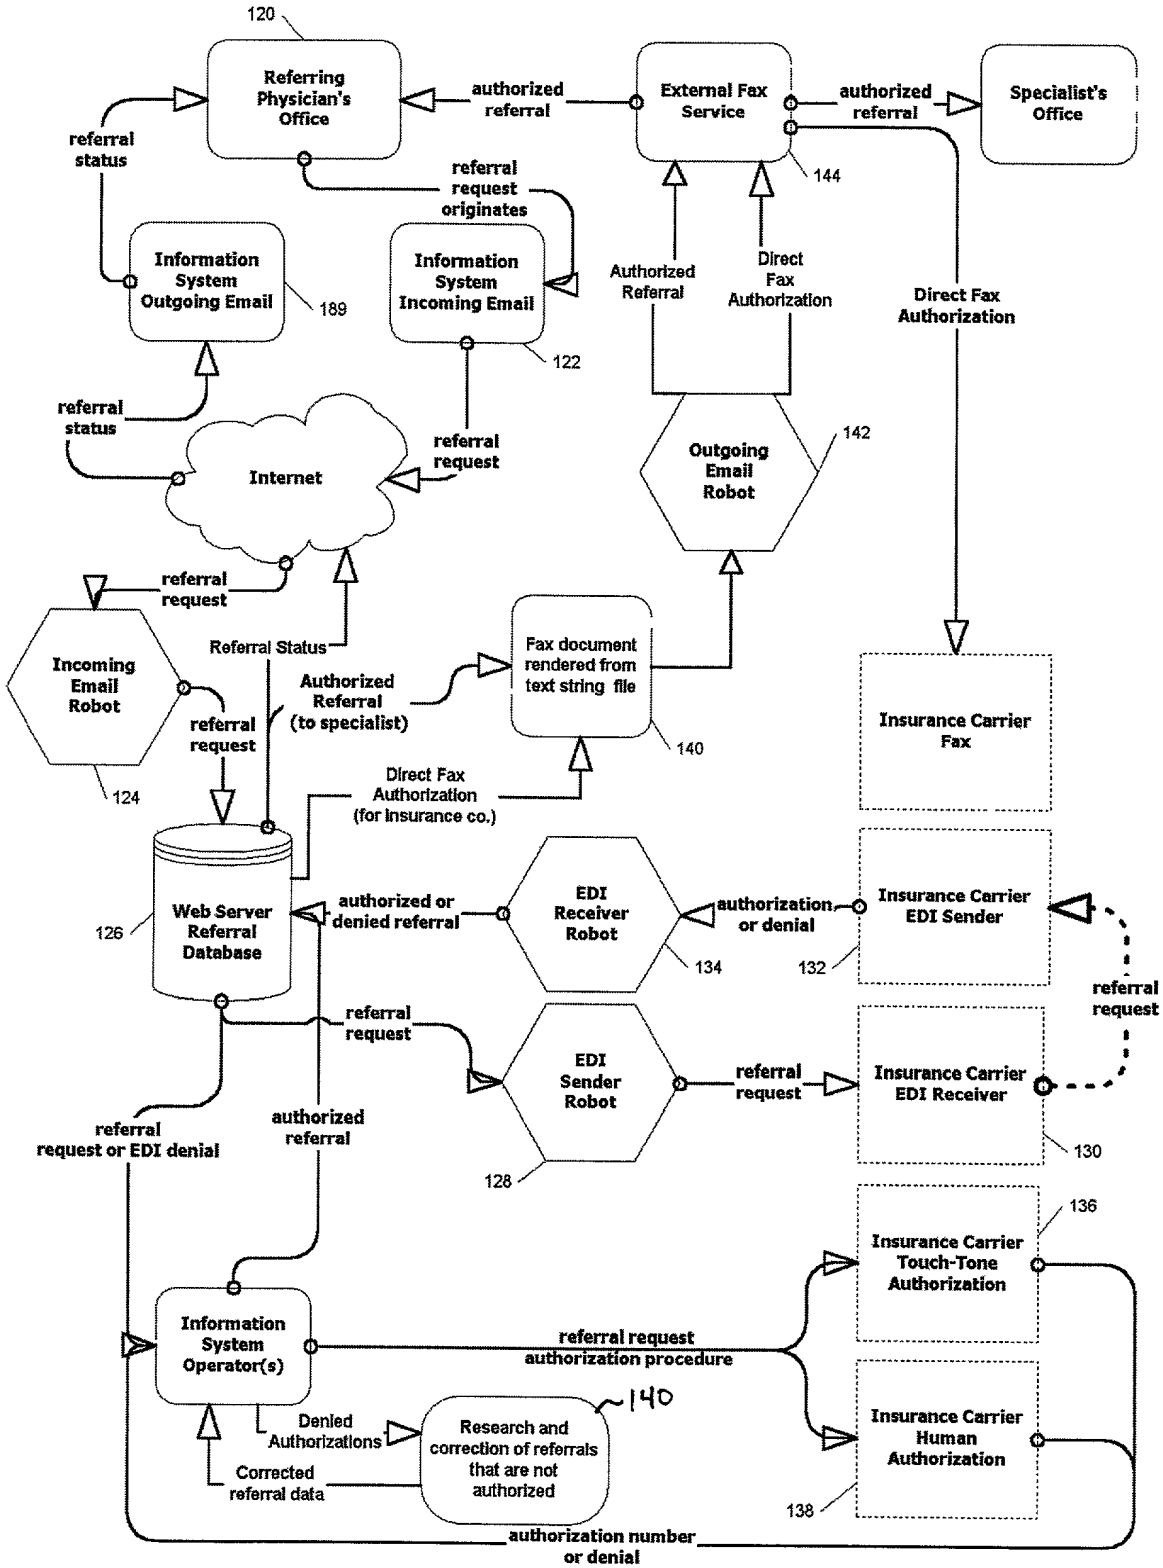 120
Referring
Physician's
Office
authorized
referral
External Fax
Service
144
authorized
referral
Specialist's
Office
referral
status
referral
request
originates
Information
System
Outgoing Email
189
Information
System
Incoming Email
122
Authorized
Referral
Direct
Fax
Authorization
Direct Fax
Authorization
referral
status
Internet
referral
request
Outgoing
Email
Robot
142
referral
request
Incoming
Email
Robot
124
Referral Status
referral
request
Authorized
Referral
(to specialist)
Fax document
rendered from
text string file
140
Insurance Carrier
Fax
Direct Fax
Authorization
(for insurance co.)
Web Server
Referral
Database
126
authorized or
denied referral
EDI
Receiver
Robot
134
authorization
or denial
Insurance Carrier
EDI Sender
132
referral
request
referral
request
EDI
Sender
Robot
128
referral
request
Insurance Carrier
EDI Receiver
130
referral
request or EDI denial
authorized
referral
136
Insurance Carrier
Touch-Tone
Authorization
Information
System
Operator(s)
referral request
authorization procedure
Insurance Carrier
Human
Authorization
138
Denied
Authorizations
Corrected
referral data
140
Research and
correction of referrals
that are not
authorized
authorization number
or denial